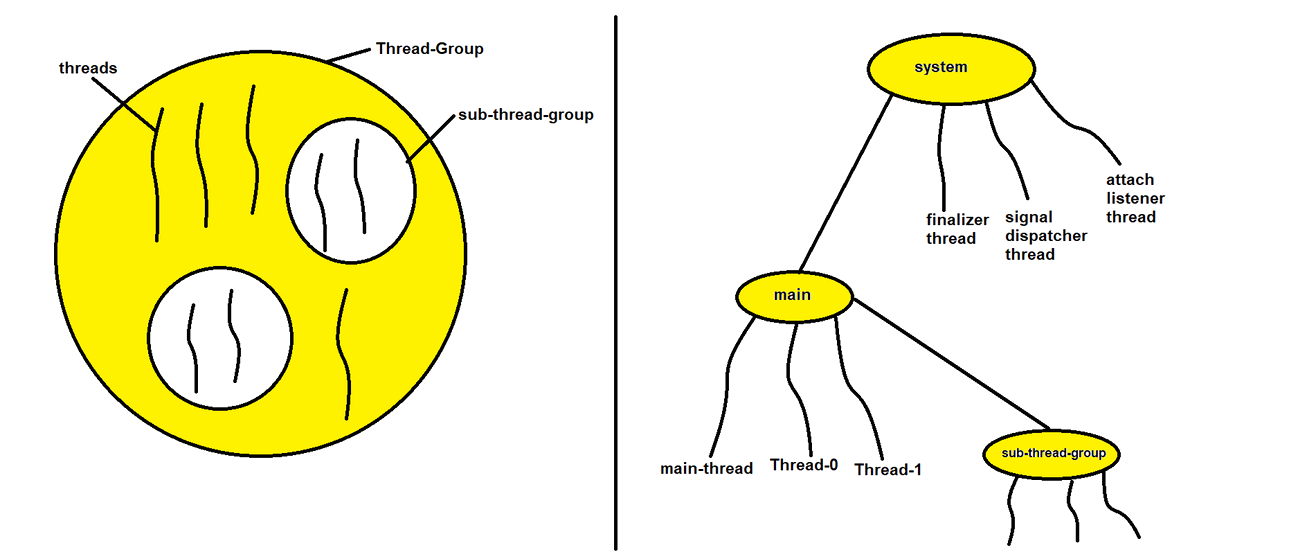 Thread-Group
threads
sub-thread-group
system
attach
listener
thread
finalizer
thread
signal
dispatcher
thread
main
main-thread
Thread-0
Thread-1
sub-thread-group